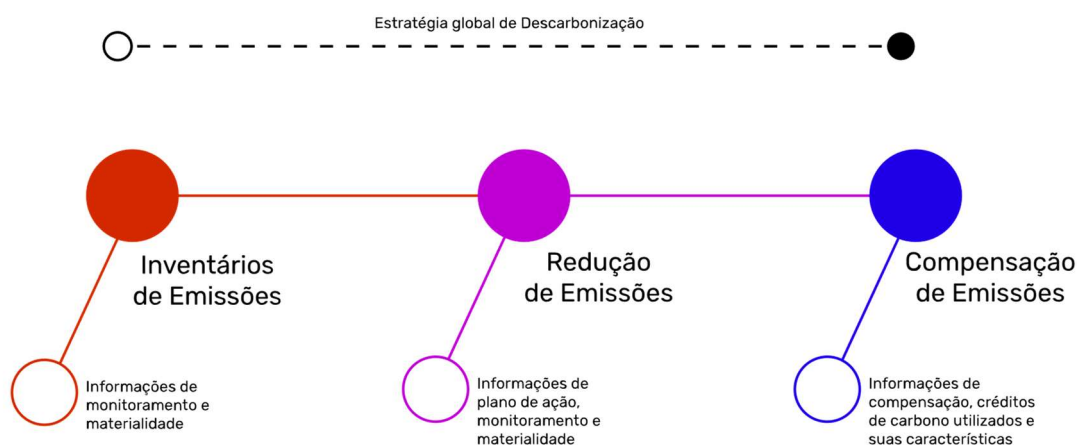 Estratégia global de Descarbonização
Inventários
de Emissões
Redução
de Emissões
Compensação
de Emissões
Informações de
monitoramento e
materialidade
Informações de
plano de ação,
monitoramento e
materialidade
Informações de
compensação, créditos
de carbono utilizados e
suas características